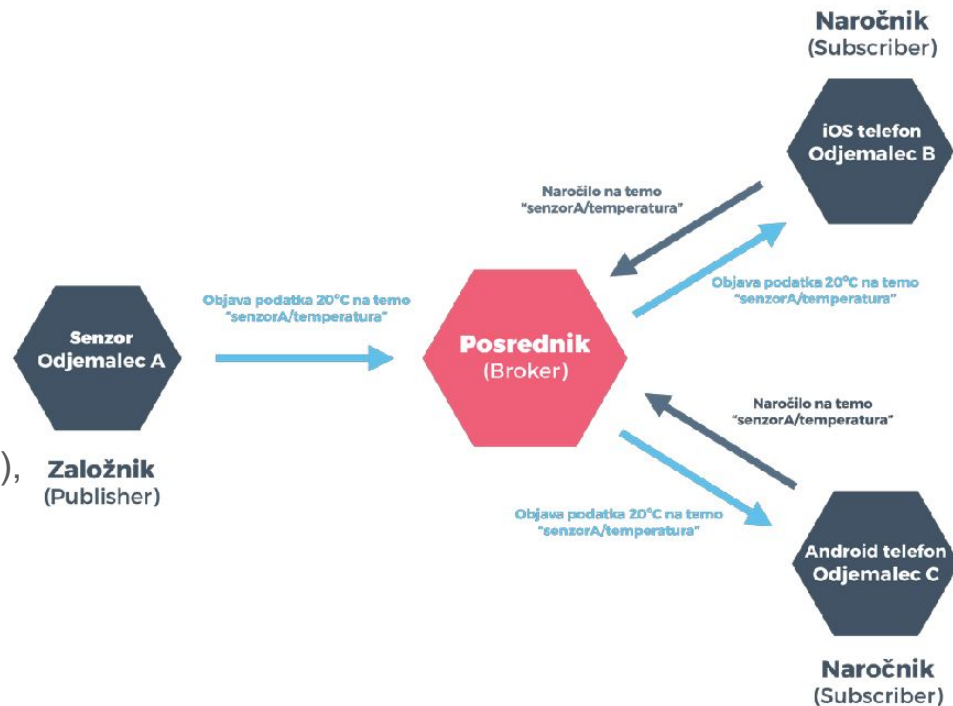 Naročnik
(Subscriber)
iOS telefon
Odjemalec B
Naročilo na temo
"senzorA/temperatura"
Objava podatka 20°C na temo
"senzorA/temperatura"
Objava podatka 20°C na temo
"senzorA/temperatura"
Senzor
Odjemalec A
Posrednik
(Broker)
Naročilo na temo
"senzorA/temperatura"
),
Založnik
(Publisher)
Objava podatka 20°C na temo
"senzorA/temperatura"
Android telefon
Odjemalec C
Naročnik
(Subscriber)